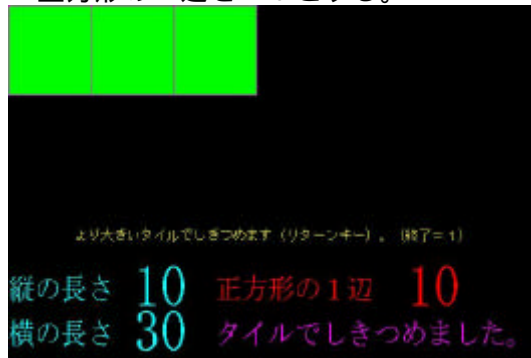 より大きいタイルでしきつめます（リターンキー）。（終了＝1）
縦の長さ 10 正方形の１辺 10
横の長さ 30 タイルでしきつめました。